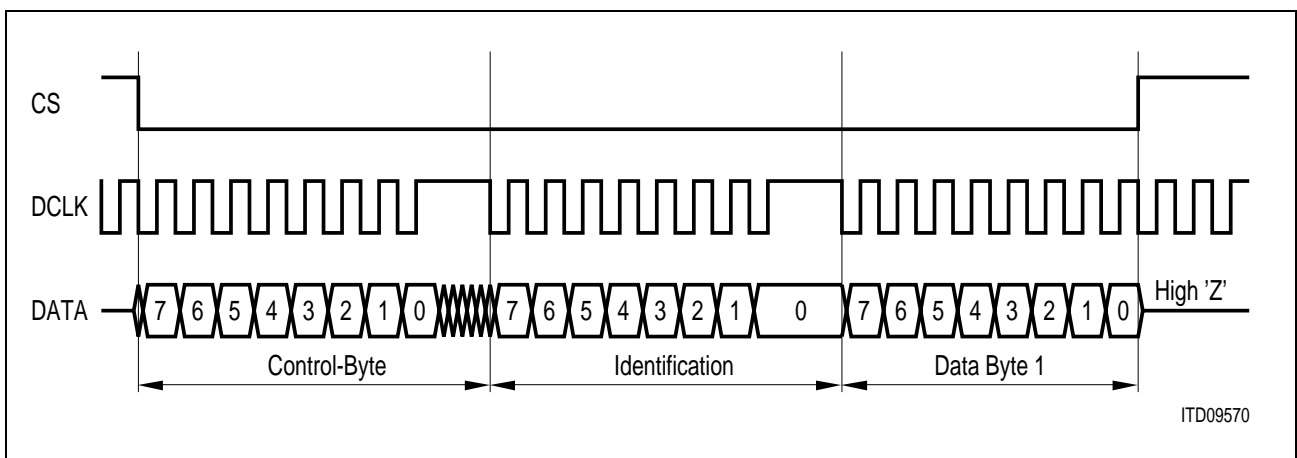 CS
DCLK
DATA 7 6 5 4 3 2 1 0 7 6 5 4 3 2 1 0 7 6 5 4 3 2 1 0 High 'Z'
Control-Byte Identification Data Byte 1
ITD09570